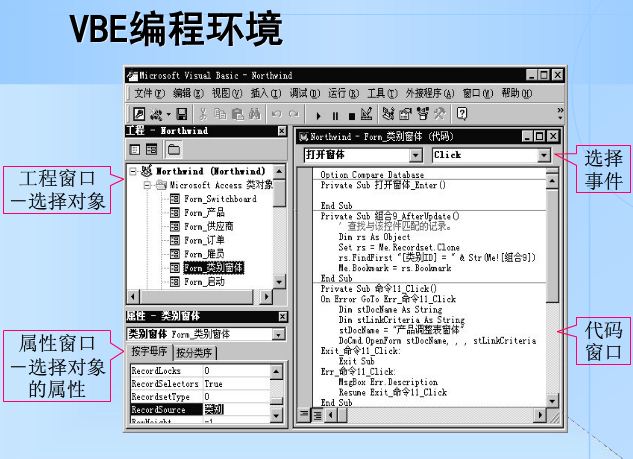 VBE编程环境
Microsoft Visual Basic - Northwind
文件(F) 编辑(E) 视图(V) 插入(I) 调试(D) 运行(R) 工具(T) 外接程序(A) 窗口(W) 帮助(H)
工程 - Northwind
Northwind (Northwind)
Microsoft Access 类对象
Form_Switchboard
Form_产品
Form_供应商
Form_订单
Form_雇员
Form_类别窗体
Form_启动
工程窗口
－选择对象
属性 - 类别窗体
类别窗体 Form_类别窗体
按字母序 按分类序
RecordLocks 0
RecordSelectors True
RecordsetType 0
RecordSource 类别
RowHeight -1
属性窗口
－选择对象
的属性
Northwind - Form_类别窗体 (代码)
打开窗体 Click
Option Compare Database
Private Sub 打开窗体_Enter()
End Sub
Private Sub 组合9_AfterUpdate()
' 查找与该控件匹配的记录。
Dim rs As Object
Set rs = Me.Recordset.Clone
rs.FindFirst "[类别ID] = " & Str(Me![组合9])
Me.Bookmark = rs.Bookmark
End Sub
Private Sub 命令11_Click()
On Error GoTo Err_命令11_Click
Dim stDocName As String
Dim stLinkCriteria As String
stDocName = "产品调整表窗体"
DoCmd.OpenForm stDocName, , , stLinkCriteria
Exit_命令11_Click:
Exit Sub
Err_命令11_Click:
MsgBox Err.Description
Resume Exit_命令11_Click
End Sub
选择
事件
代码
窗口